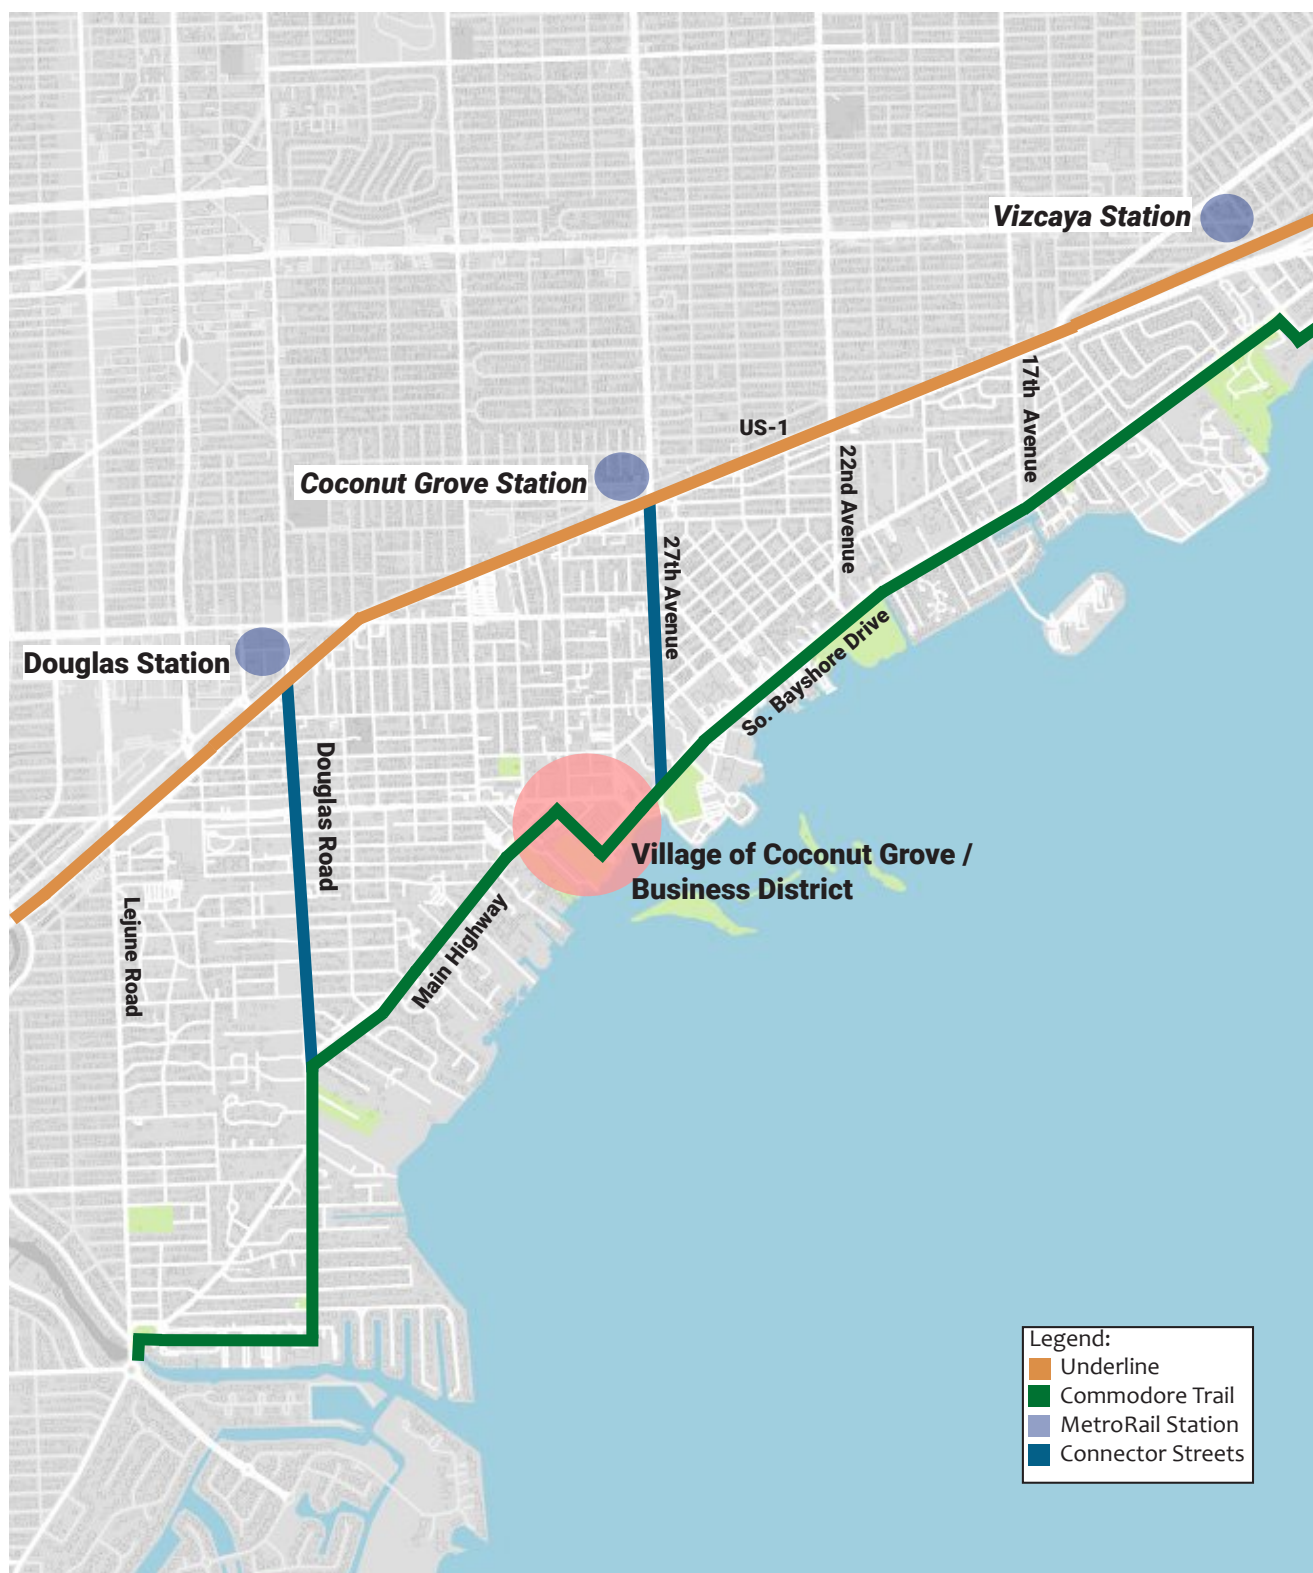 Vizcaya Station
17th Avenue
US-1
22nd Avenue
Coconut Grove Station
27th Avenue
So. Bayshore Drive
Douglas Station
Douglas Road
Village of Coconut Grove /
Business District
Main Highway
Lejune Road
Legend:
Underline
Commodore Trail
MetroRail Station
Connector Streets